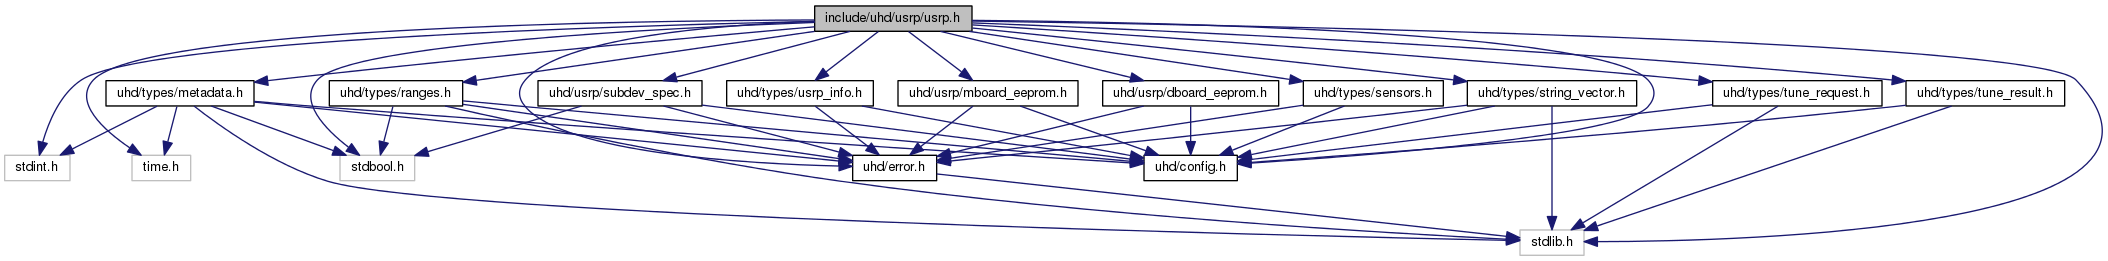 include/uhd/usrp/usrp.h
uhd/types/metadata.h
uhd/types/ranges.h
uhd/usrp/subdev_spec.h
uhd/types/usrp_info.h
uhd/usrp/mboard_eeprom.h
uhd/usrp/dboard_eeprom.h
uhd/types/sensors.h
uhd/types/string_vector.h
uhd/types/tune_request.h
uhd/types/tune_result.h
stdint.h
time.h
stdbool.h
uhd/error.h
uhd/config.h
stdlib.h